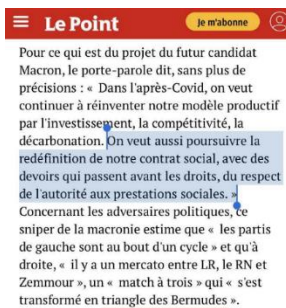 Le Point
Je m'abonne
Pour ce qui est du projet du futur candidat
Macron, le porte-parole dit, sans plus de
précisions : « Dans l'après-Covid, on veut
continuer à réinventer notre modèle productif
par l'investissement, la compétitivité, la
décarbonation. On veut aussi poursuivre la
redéfinition de notre contrat social, avec des
devoirs qui passent avant les droits, du respect
de l'autorité aux prestations sociales. »
Concernant les adversaires politiques, ce
sniper de la macronie estime que « les partis
de gauche sont au bout d'un cycle » et qu'à
droite, « il y a un mercato entre LR, le RN et
Zemmour », un « match à trois » qui « s'est
transformé en triangle des Bermudes ».